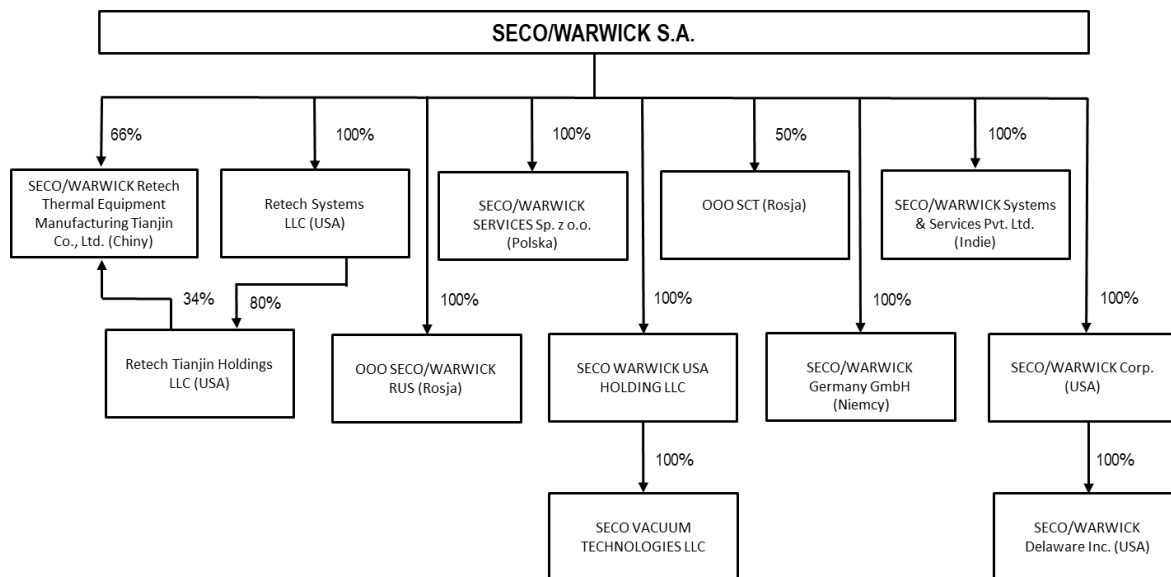 SECO/WARWICK S.A.
66%
100%
100%
50%
100%
SECO/WARWICK Retech
Thermal Equipment
Manufacturing Tianjin
Co., Ltd. (Chiny)
Retech Systems
LLC (USA)
SECO/WARWICK
SERVICES Sp. z o.o.
(Polska)
OOO SCT (Rosja)
SECO/WARWICK Systems
& Services Pvt. Ltd.
(Indie)
34%
80%
100%
100%
100%
100%
Retech Tianjin Holdings
LLC (USA)
OOO SECO/WARWICK
RUS (Rosja)
SECO WARWICK USA
HOLDING LLC
SECO/WARWICK
Germany GmbH
(Niemcy)
SECO/WARWICK Corp.
(USA)
100%
100%
SECO VACUUM
TECHNOLOGIES LLC
SECO/WARWICK
Delaware Inc. (USA)